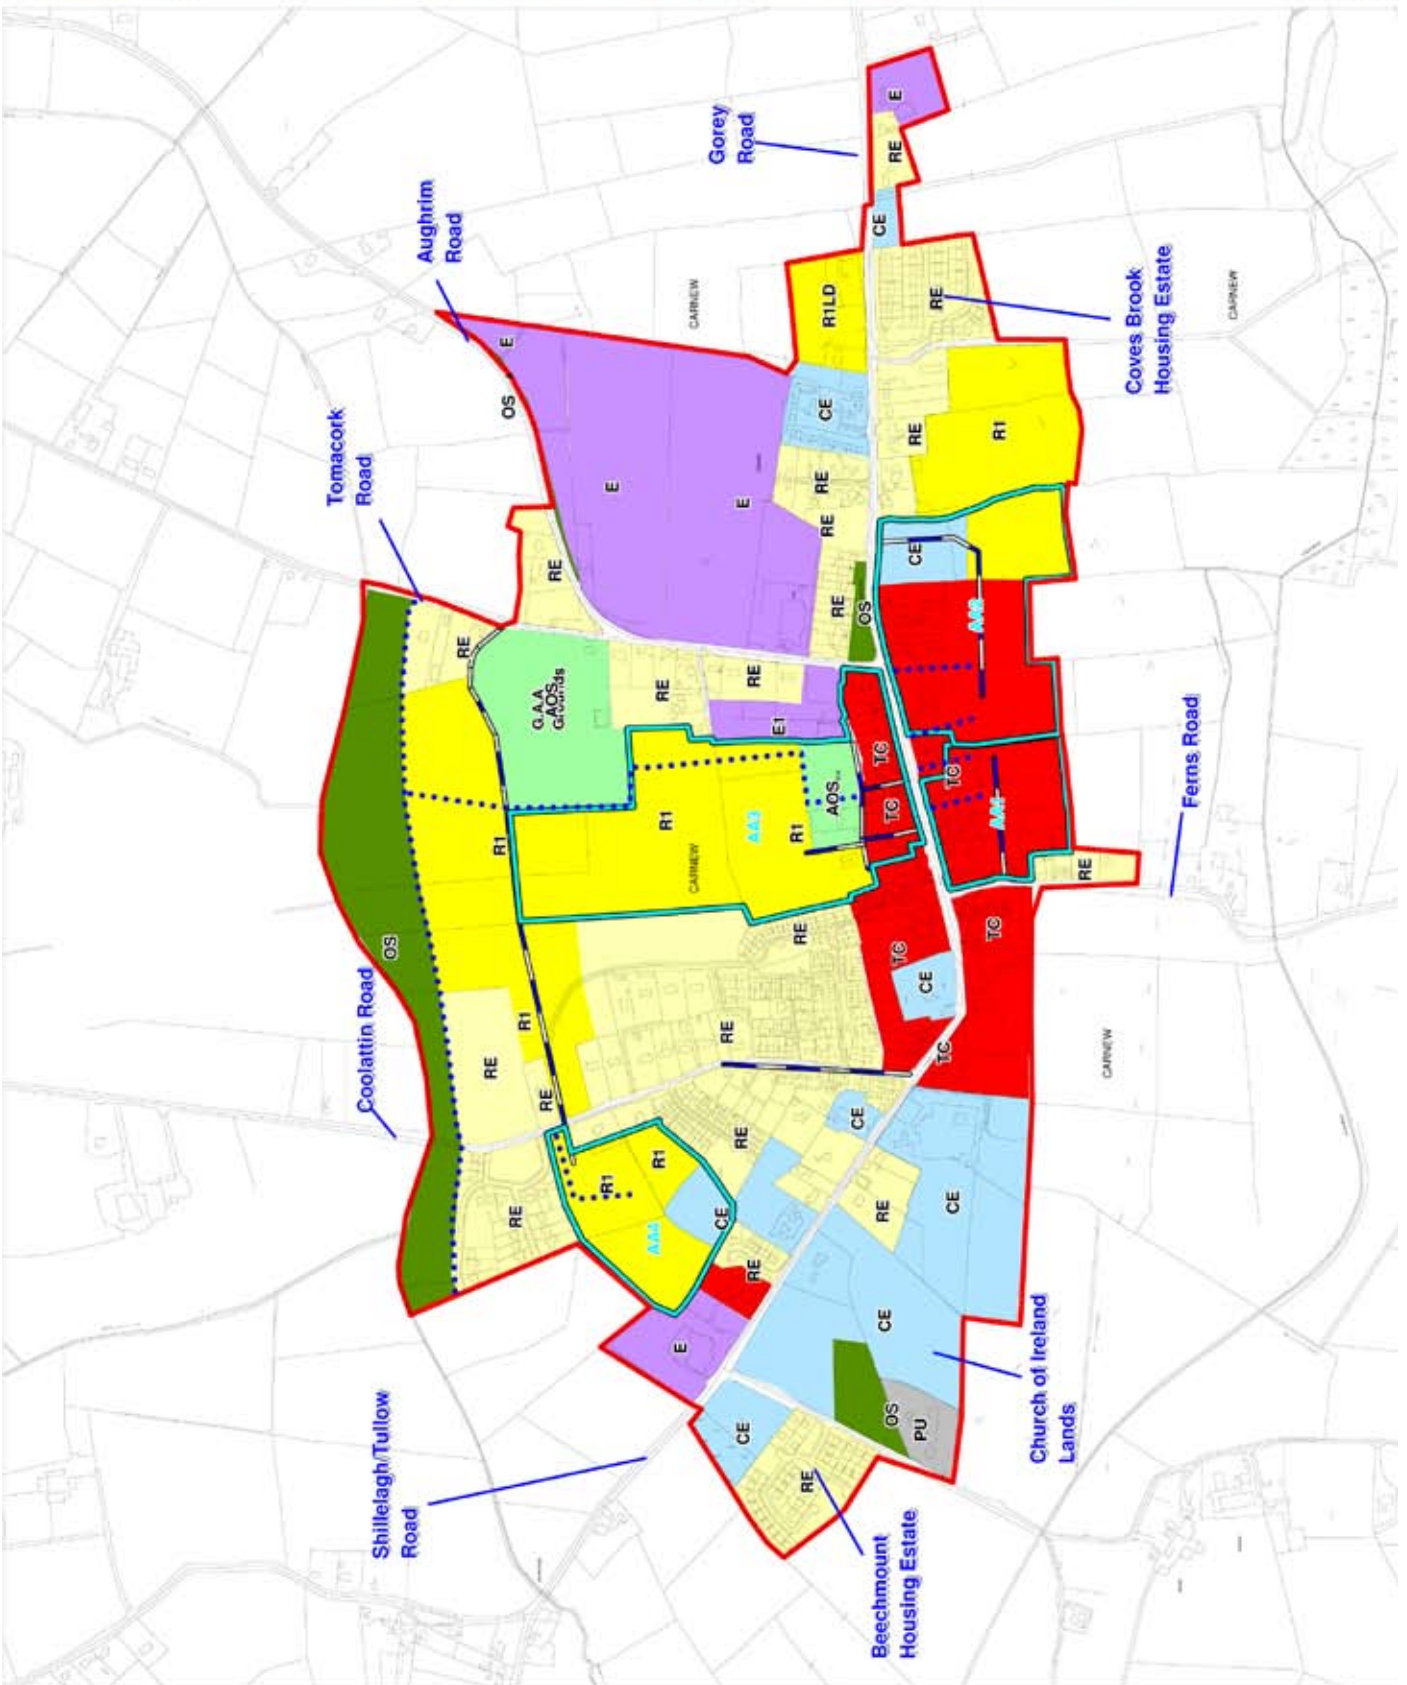 Tomacork
Road
Coolattin Road
Shillelagh/Tullow
Road
OS
Aughrim
Road
RE
RE
R1
OS
E
RE
R1
RE
G.A.A
AOS
Grounds
RE
R1
E
AA4
R1
RE
R1
E
CARNEW
CARNEW
Gorey
Road
CE
RE
RE
CE
E
RE
AA3
RE
E1
R1
RE
RE
RE
RE
CE
R1LD
AOS
RE
CE
OS
TC
CE
RE
CE
Beechmount
Housing Estate
OS
TC
RE
E
TC
CE
RE
PU
CE
RE
TC
CE
TC
AA2
TC
AA1
R1
Church of Ireland
Lands
RE
CARNEW
Coves Brook
Housing Estate
Ferns Road
CARNEW